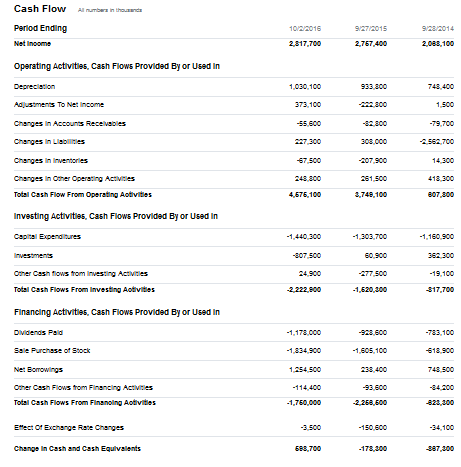 Cash Flow All numbers in thousands
Period Ending 10/2/2016 9/27/2015 9/28/2014
Net Income 2,817,700 2,757,400 2,068,100
Operating Activities, Cash Flows Provided By or Used In
Depreciation 1,030,100 933,800 748,400
Adjustments To Net Income 373,100 -222,800 1,500
Changes In Accounts Receivables -55,600 -82,800 -79,700
Changes In Liabilities 227,300 308,000 -2,562,700
Changes In Inventories -67,500 -207,900 14,300
Changes In Other Operating Activities 248,800 261,500 418,300
Total Cash Flow From Operating Activities 4,575,100 3,749,100 607,800
Investing Activities, Cash Flows Provided By or Used In
Capital Expenditures -1,440,300 -1,303,700 -1,160,900
Investments -807,500 60,900 362,300
Other Cash flows from Investing Activities 24,900 -277,500 -19,100
Total Cash Flows From Investing Activities -2,222,900 -1,520,300 -817,700
Financing Activities, Cash Flows Provided By or Used In
Dividends Paid -1,178,000 -928,600 -783,100
Sale Purchase of Stock -1,834,900 -1,605,100 -618,900
Net Borrowings 1,254,500 238,400 748,500
Other Cash Flows from Financing Activities -114,400 -93,600 -84,200
Total Cash Flows From Financing Activities -1,750,000 -2,256,500 -623,300
Effect Of Exchange Rate Changes -3,500 -150,600 -34,100
Change In Cash and Cash Equivalents 598,700 -178,300 -867,300